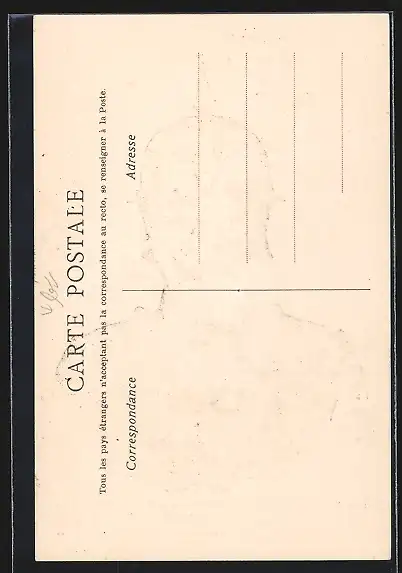 CARTE POSTALE
Tous les pays étrangers n'acceptant pas la correspondance au recto, se renseigner à la Poste.
Correspondance
Adresse